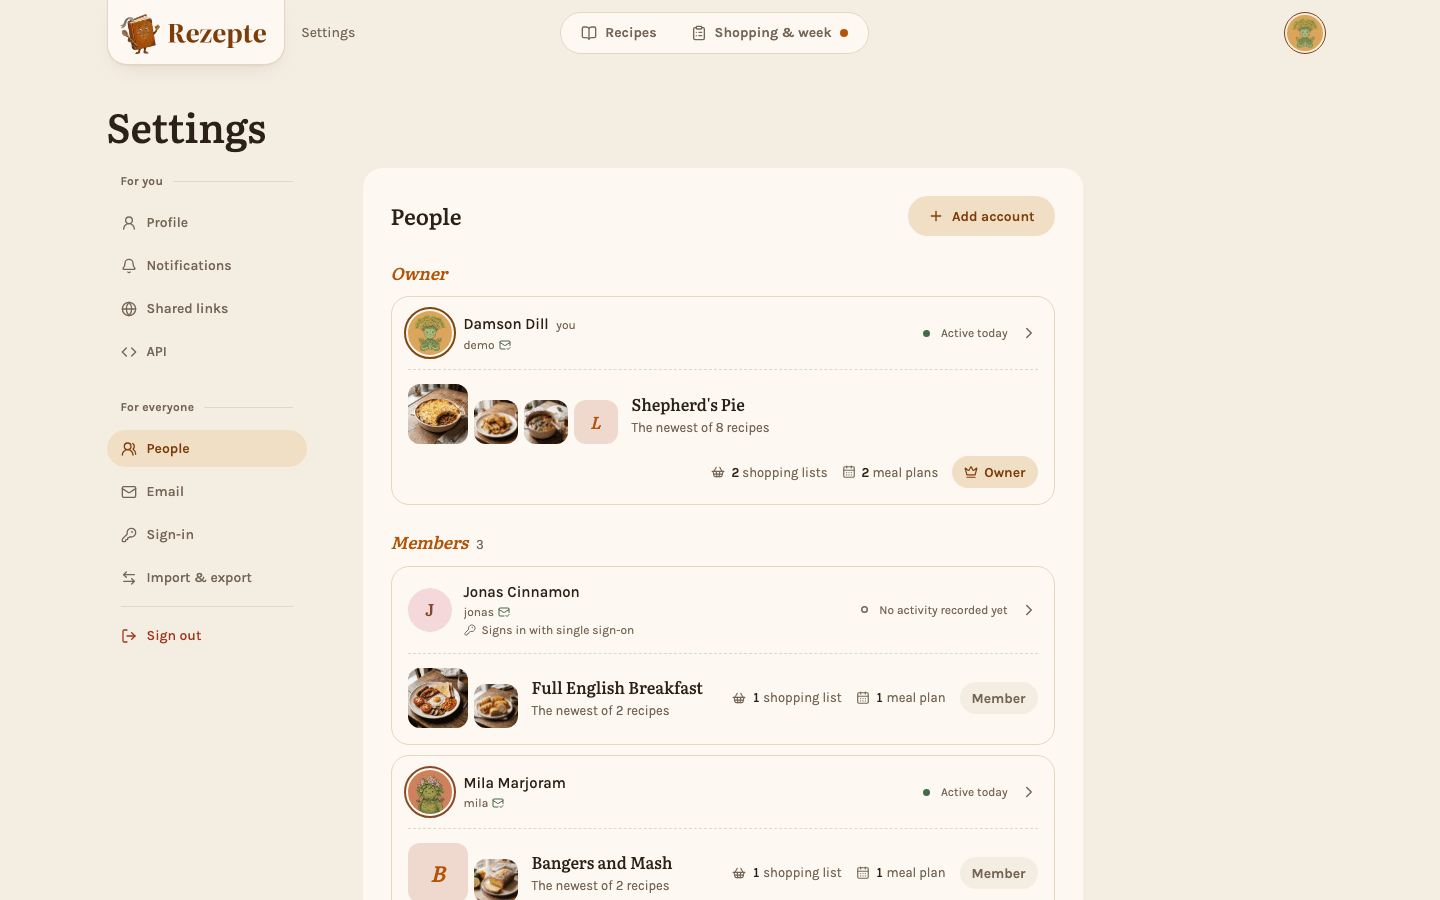 Rezepte
Settings
Recipes
Shopping & week
Settings
For you
Profile
Notifications
Shared links
API
For everyone
People
Email
Sign-in
Import & export
Sign out
People
Add account
Owner
Damson Dill you
demo
Active today
L
Shepherd's Pie
The newest of 8 recipes
2 shopping lists
2 meal plans
Owner
Members 3
J
Jonas Cinnamon
jonas
Signs in with single sign-on
No activity recorded yet
Full English Breakfast
The newest of 2 recipes
1 shopping list
1 meal plan
Member
Mila Marjoram
mila
Active today
B
Bangers and Mash
The newest of 2 recipes
1 shopping list
1 meal plan
Member